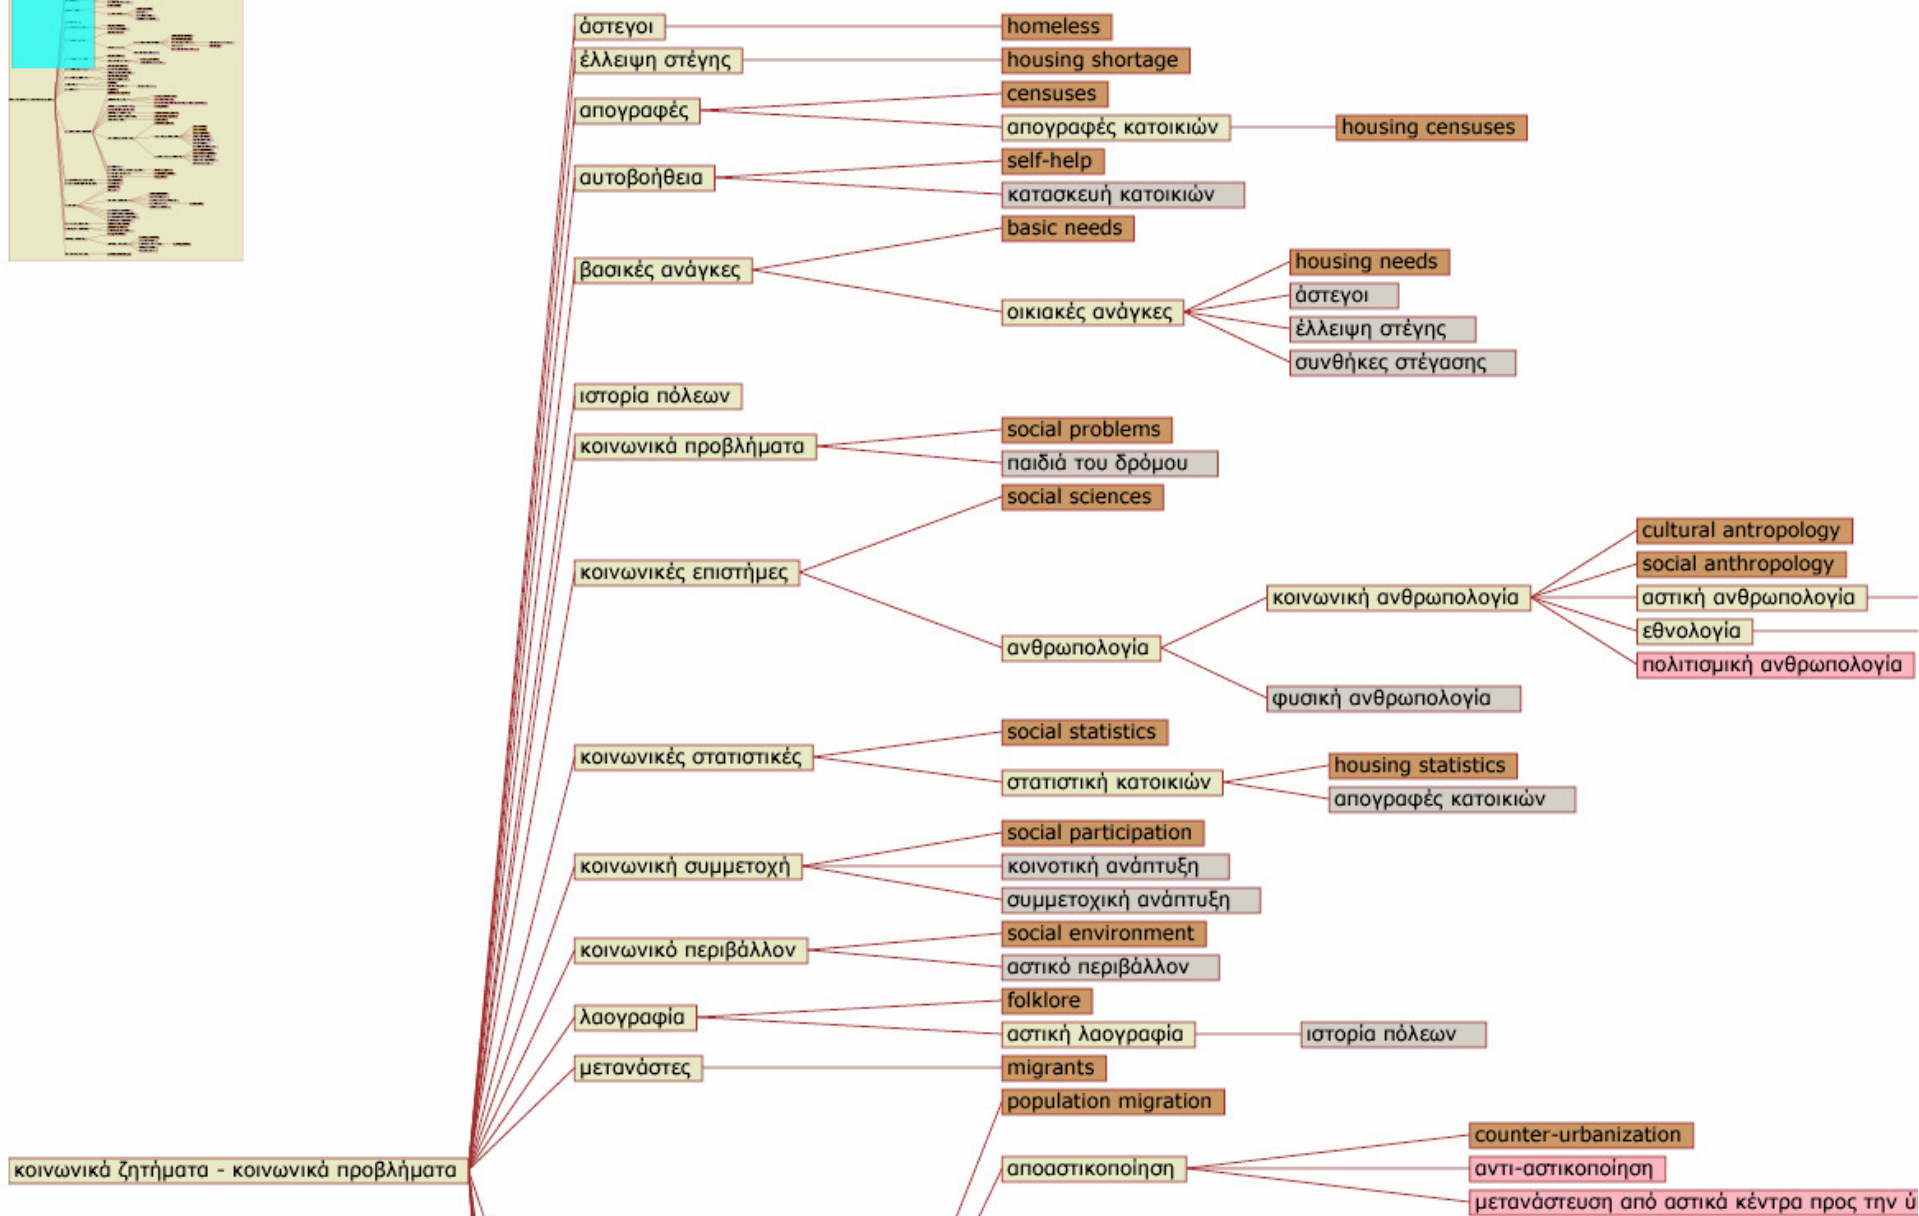 άστεγοι
homeless
έλλειψη στέγης
housing shortage
απογραφές
censuses
απογραφές κατοικιών
housing censuses
αυτοβοήθεια
self-help
κατασκευή κατοικιών
βασικές ανάγκες
basic needs
οικιακές ανάγκες
housing needs
άστεγοι
έλλειψη στέγης
συνθήκες στέγασης
ιστορία πόλεων
κοινωνικά προβλήματα
social problems
παιδιά του δρόμου
κοινωνικές επιστήμες
social sciences
ανθρωπολογία
κοινωνική ανθρωπολογία
cultural antropology
social anthropology
αστική ανθρωπολογία
εθνολογία
πολιτισμική ανθρωπολογία
φυσική ανθρωπολογία
κοινωνικές στατιστικές
social statistics
στατιστική κατοικιών
housing statistics
απογραφές κατοικιών
κοινωνική συμμετοχή
social participation
κοινοτική ανάπτυξη
συμμετοχική ανάπτυξη
κοινωνικό περιβάλλον
social environment
αστικό περιβάλλον
λαογραφία
folklore
αστική λαογραφία
ιστορία πόλεων
μετανάστες
migrants
population migration
κοινωνικά ζητήματα - κοινωνικά προβλήματα
αποαστικοποίηση
counter-urbanization
αντι-αστικοποίηση
μετανάστευση από αστικά κέντρα προς την ύ